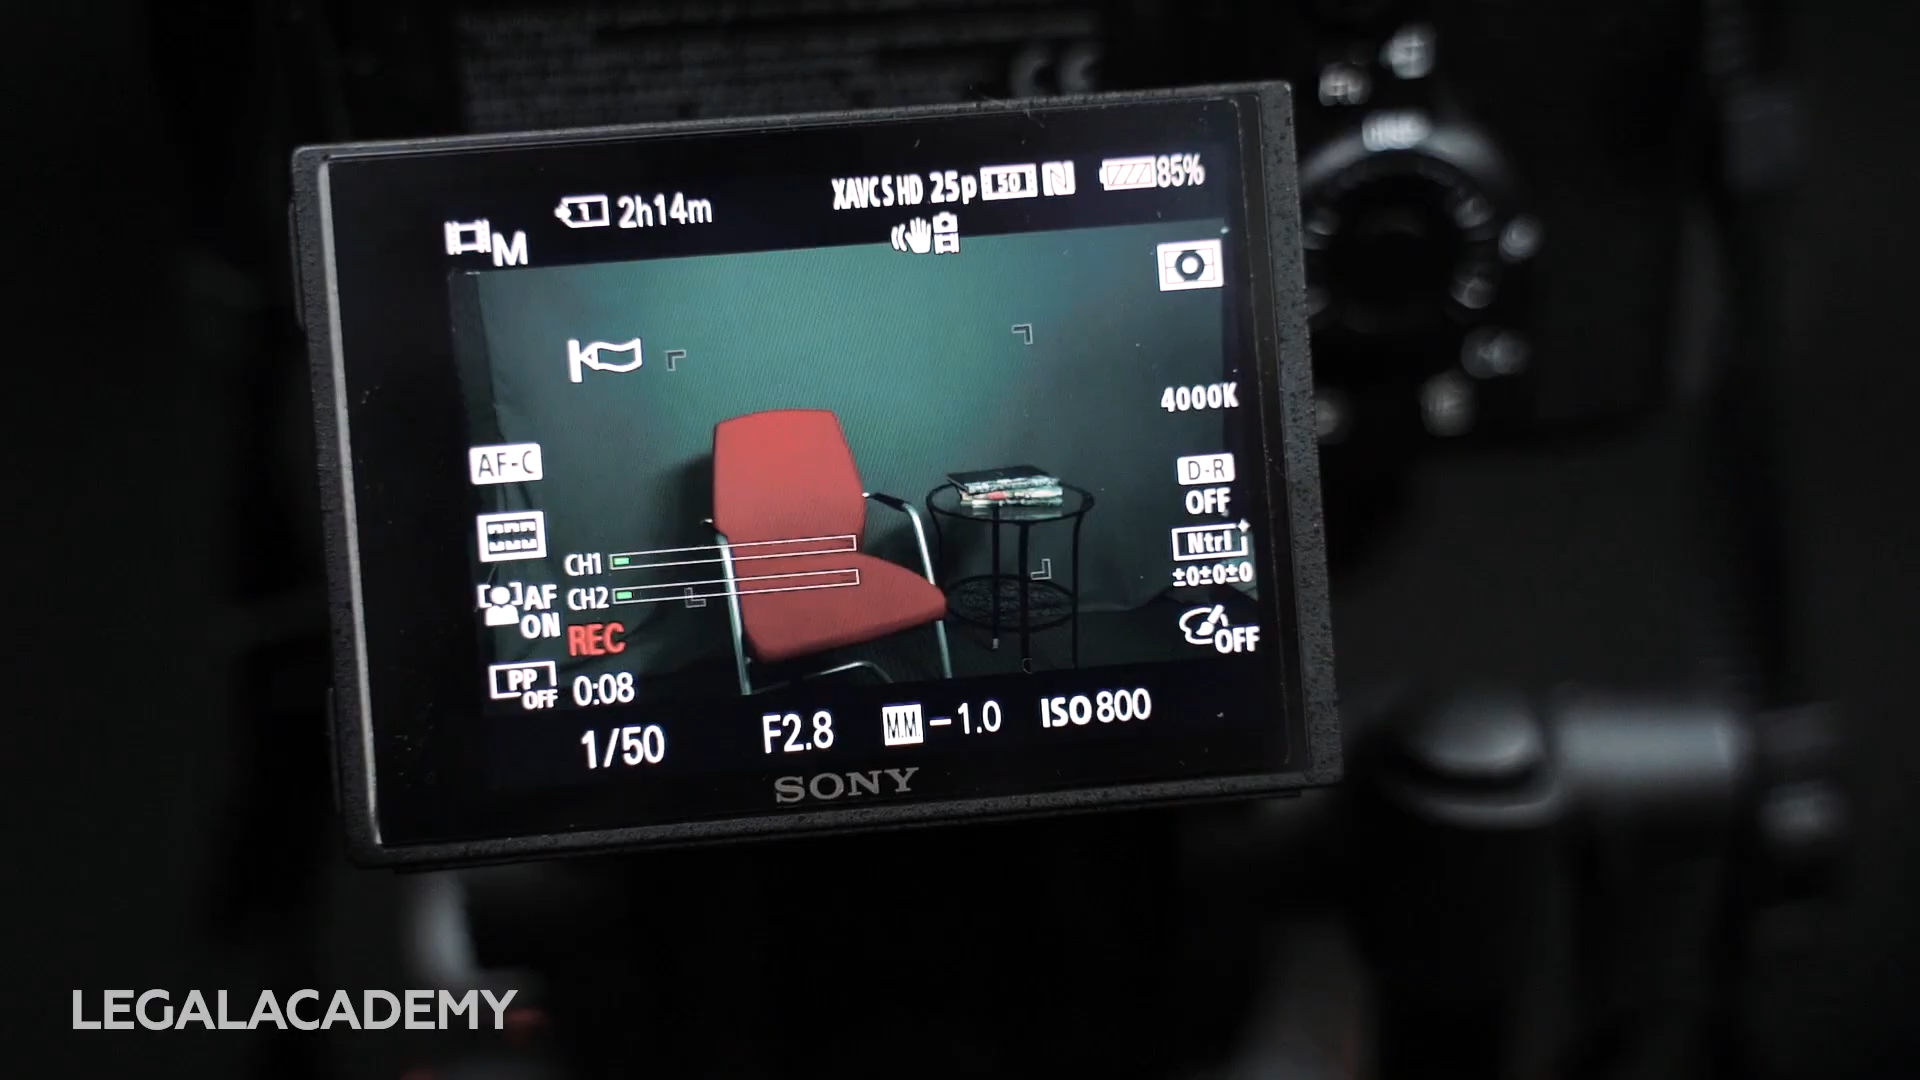 2h14m
XAVC S HD 25p 50 N 85%
M
4000K
AF-C
D-R
OFF
Ntrl
±0±0±0
CH1
CH2
AF
ON
REC
OFF
PP
OFF
0:08
1/50 F2.8 M.M. −1.0 ISO 800
SONY
LEGALACADEMY